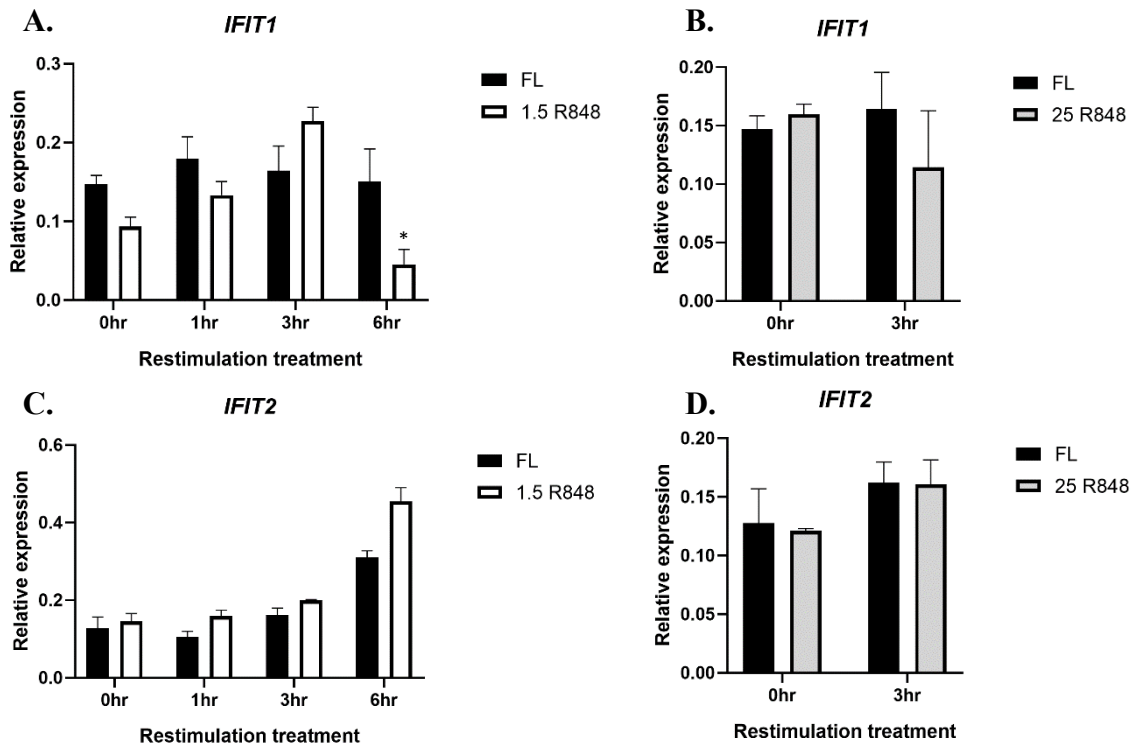 A.
IFIT1
Relative expression
0.3
0.2
0.1
0.0
0hr 1hr 3hr 6hr
*
Restimulation treatment
FL
1.5 R848
B.
IFIT1
Relative expression
0.20
0.15
0.10
0.05
0.00
0hr 3hr
Restimulation treatment
FL
25 R848
C.
IFIT2
Relative expression
0.6
0.4
0.2
0.0
0hr 1hr 3hr 6hr
Restimulation treatment
FL
1.5 R848
D.
IFIT2
Relative expression
0.20
0.15
0.10
0.05
0.00
0hr 3hr
Restimulation treatment
FL
25 R848